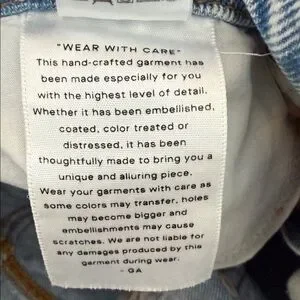 "WEAR WITH CARE"
This hand-crafted garment has
been made especially for you
with the highest level of detail.
Whether it has been embellished,
coated, color treated or
distressed, it has been
thoughtfully made to bring you a
unique and alluring piece.
Wear your garments with care as
some colors may transfer, holes
may become bigger and
embellishments may cause
scratches. We are not liable for
any damages produced by this
garment during wear.
- GA